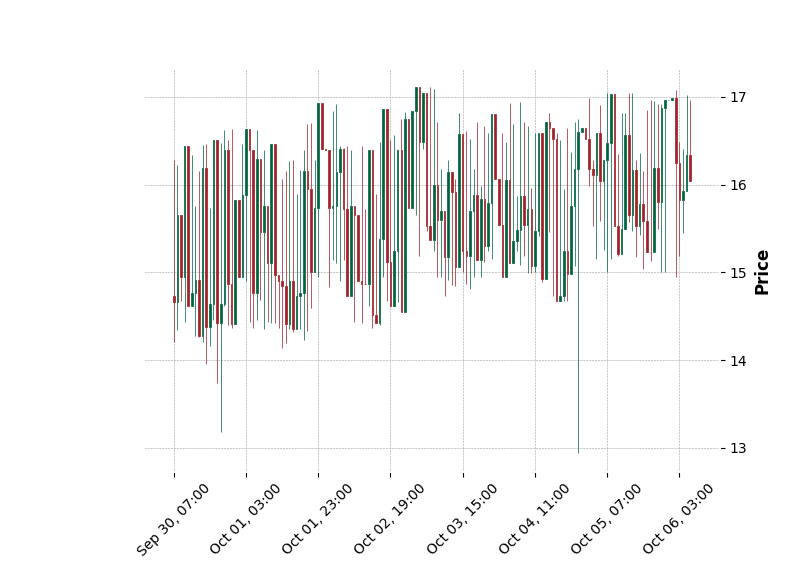 17
16
15
14
13
Price
Sep 30, 07:00
Oct 01, 03:00
Oct 01, 23:00
Oct 02, 19:00
Oct 03, 15:00
Oct 04, 11:00
Oct 05, 07:00
Oct 06, 03:00